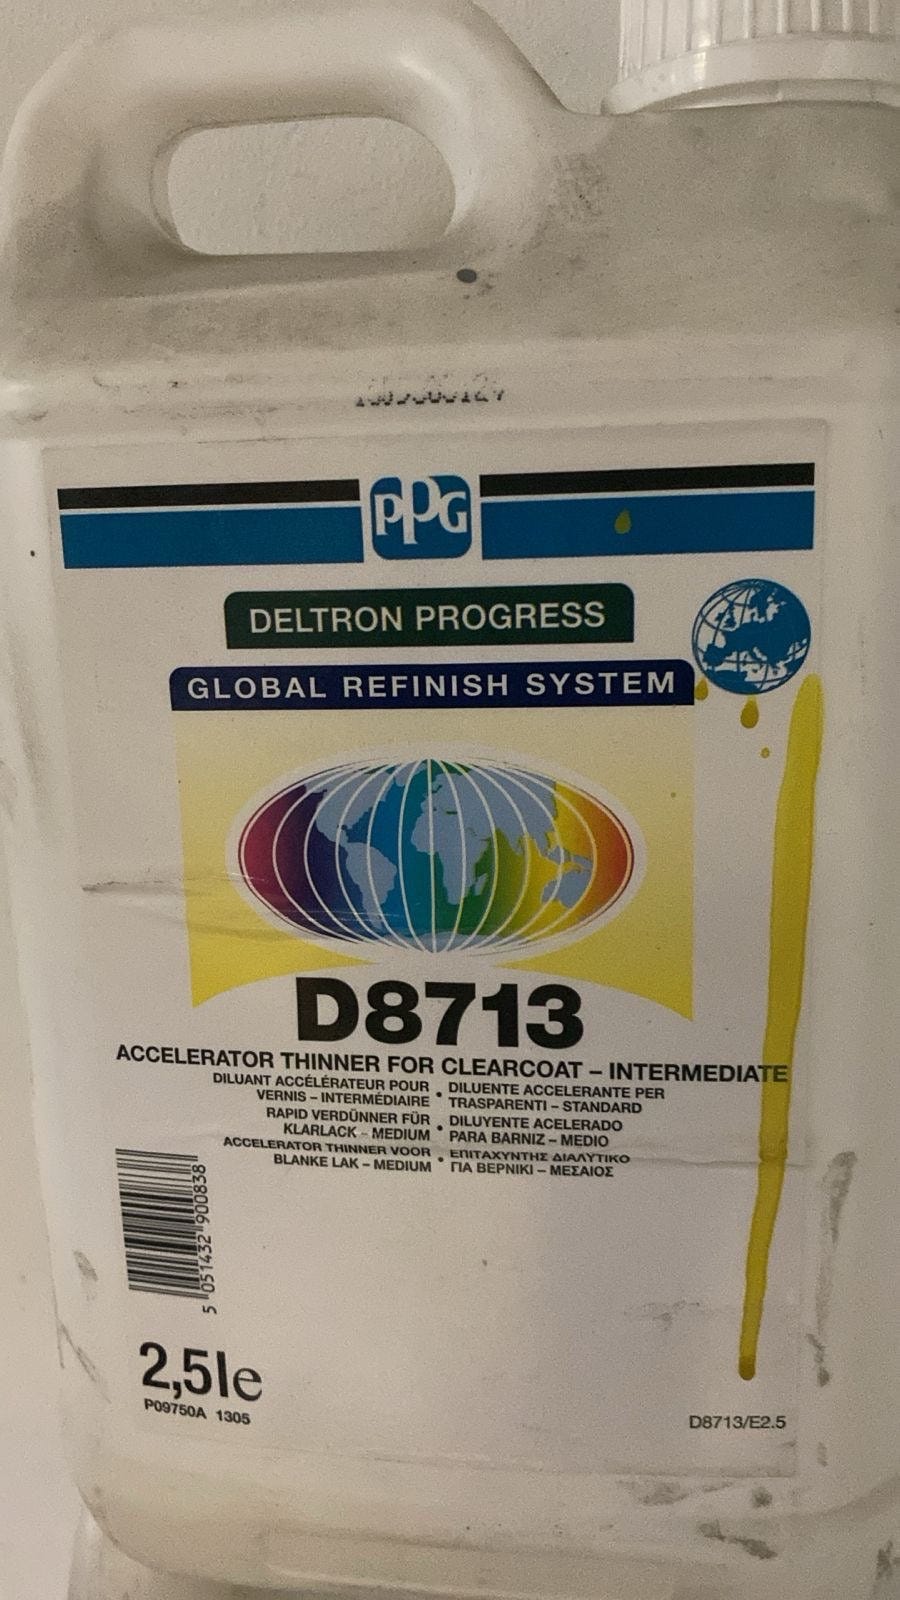 PPG
DELTRON PROGRESS
GLOBAL REFINISH SYSTEM
D8713
ACCELERATOR THINNER FOR CLEARCOAT – INTERMEDIATE
DILUANT ACCÉLÉRATEUR POUR
VERNIS – INTERMÉDIAIRE
• DILUENTE ACCELERANTE PER
TRASPARENTI – STANDARD
RAPID VERDÜNNER FÜR
KLARLACK – MEDIUM
• DILUYENTE ACELERADO
PARA BARNIZ – MEDIO
ACCELERATOR THINNER VOOR
BLANKE LAK – MEDIUM
• ΕΠΙΤΑΧΥΝΤΗΣ ΔΙΑΛΥΤΙΚΟ
ΓΙΑ ΒΕΡΝΙΚΙ – ΜΕΣΑΙΟΣ
5 051432 900838
2,5le
P09750A 1305
D8713/E2.5